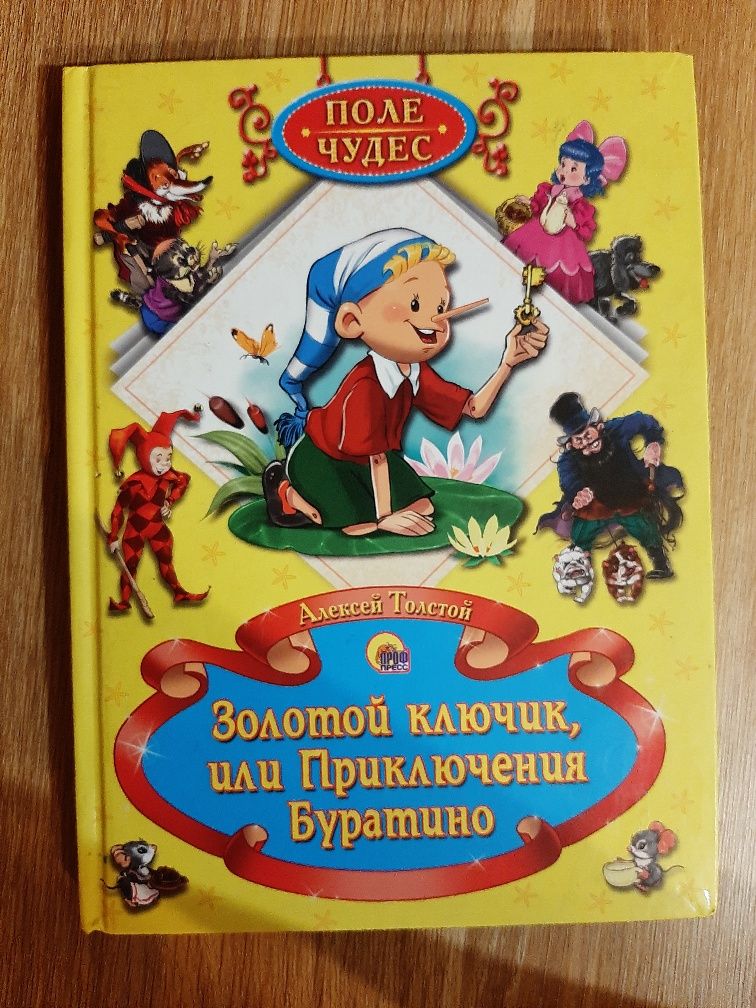 ПОЛЕ
ЧУДЕС
Алексей Толстой
ПРОФ
ПРЕСС
Золотой ключик,
или Приключения
Буратино